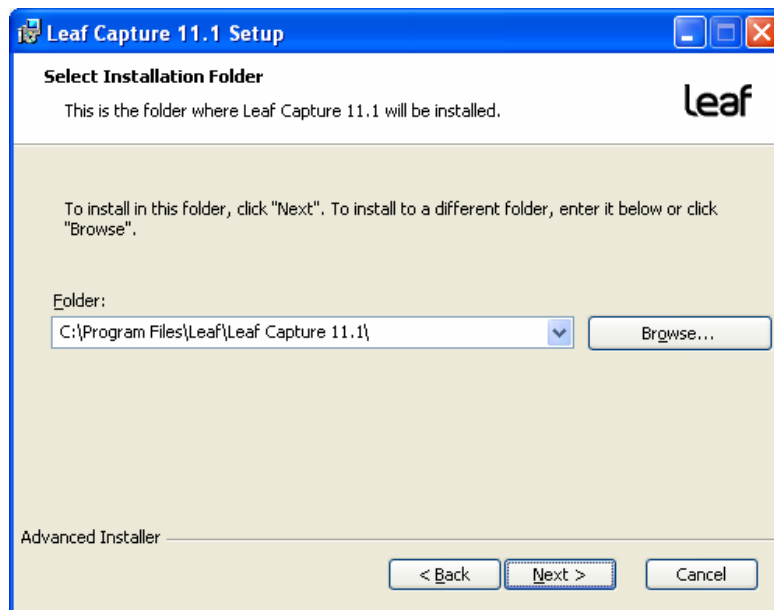 Leaf Capture 11.1 Setup
Select Installation Folder
This is the folder where Leaf Capture 11.1 will be installed.
leaf
To install in this folder, click "Next". To install to a different folder, enter it below or click
"Browse".
Folder:
C:\Program Files\Leaf\Leaf Capture 11.1\
Browse...
Advanced Installer
< Back
Next >
Cancel